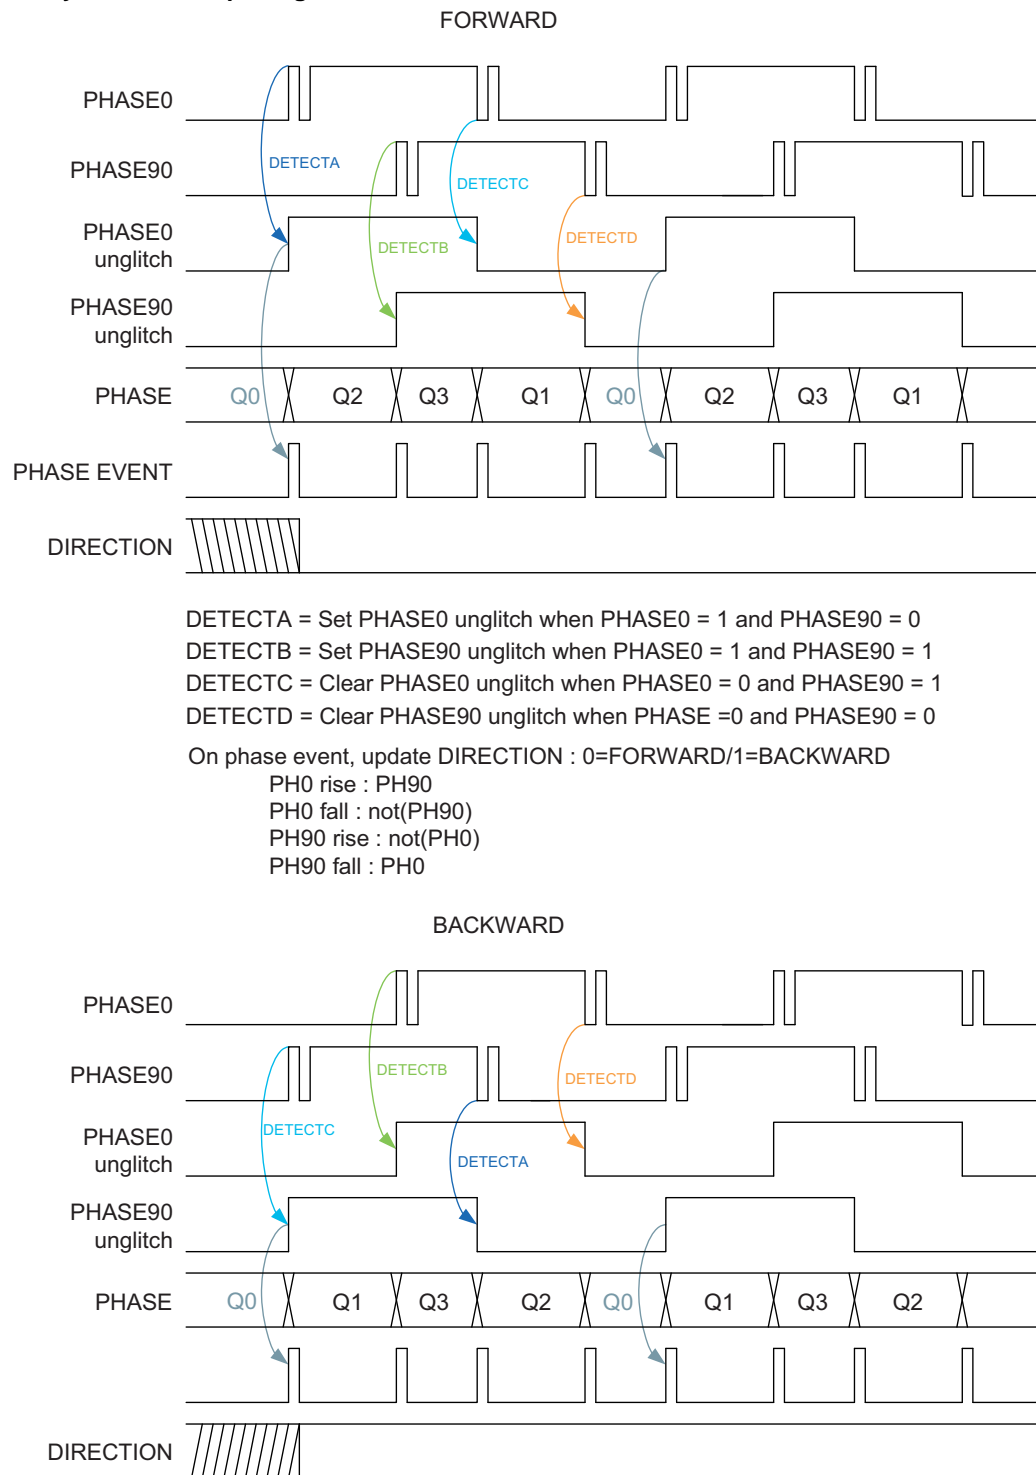 FORWARD
PHASE0
PHASE90
DETECTA
DETECTC
PHASE0
unglitch
DETECTB
DETECTD
PHASE90
unglitch
PHASE Q0 Q2 Q3 Q1 Q0 Q2 Q3 Q1
PHASE EVENT
DIRECTION
DETECTA = Set PHASE0 unglitch when PHASE0 = 1 and PHASE90 = 0
DETECTB = Set PHASE90 unglitch when PHASE0 = 1 and PHASE90 = 1
DETECTC = Clear PHASE0 unglitch when PHASE0 = 0 and PHASE90 = 1
DETECTD = Clear PHASE90 unglitch when PHASE =0 and PHASE90 = 0
On phase event, update DIRECTION : 0=FORWARD/1=BACKWARD
PH0 rise : PH90
PH0 fall : not(PH90)
PH90 rise : not(PH0)
PH90 fall : PH0
BACKWARD
PHASE0
PHASE90
DETECTB
DETECTD
DETECTC
PHASE0
unglitch
DETECTA
PHASE90
unglitch
PHASE Q0 Q1 Q3 Q2 Q0 Q1 Q3 Q2
DIRECTION